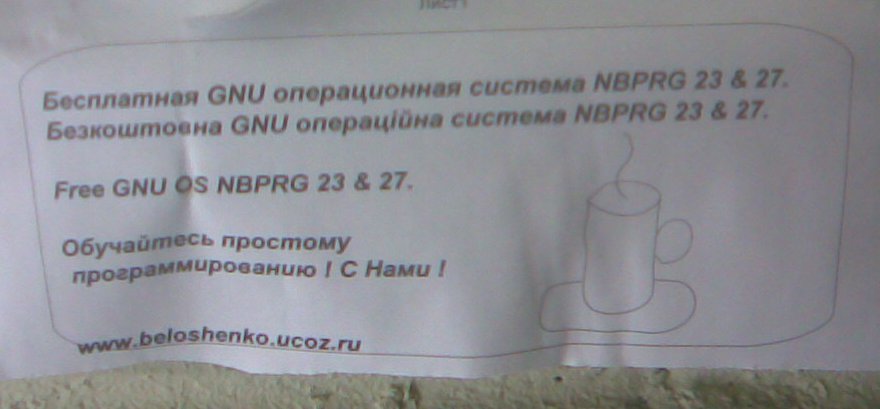 Лист1
Бесплатная GNU операционная система NBPRG 23 & 27.
Безкоштовна GNU операційна система NBPRG 23 & 27.
Free GNU OS NBPRG 23 & 27.
Обучайтесь простому
программированию ! С Нами !
www.beloshenko.ucoz.ru